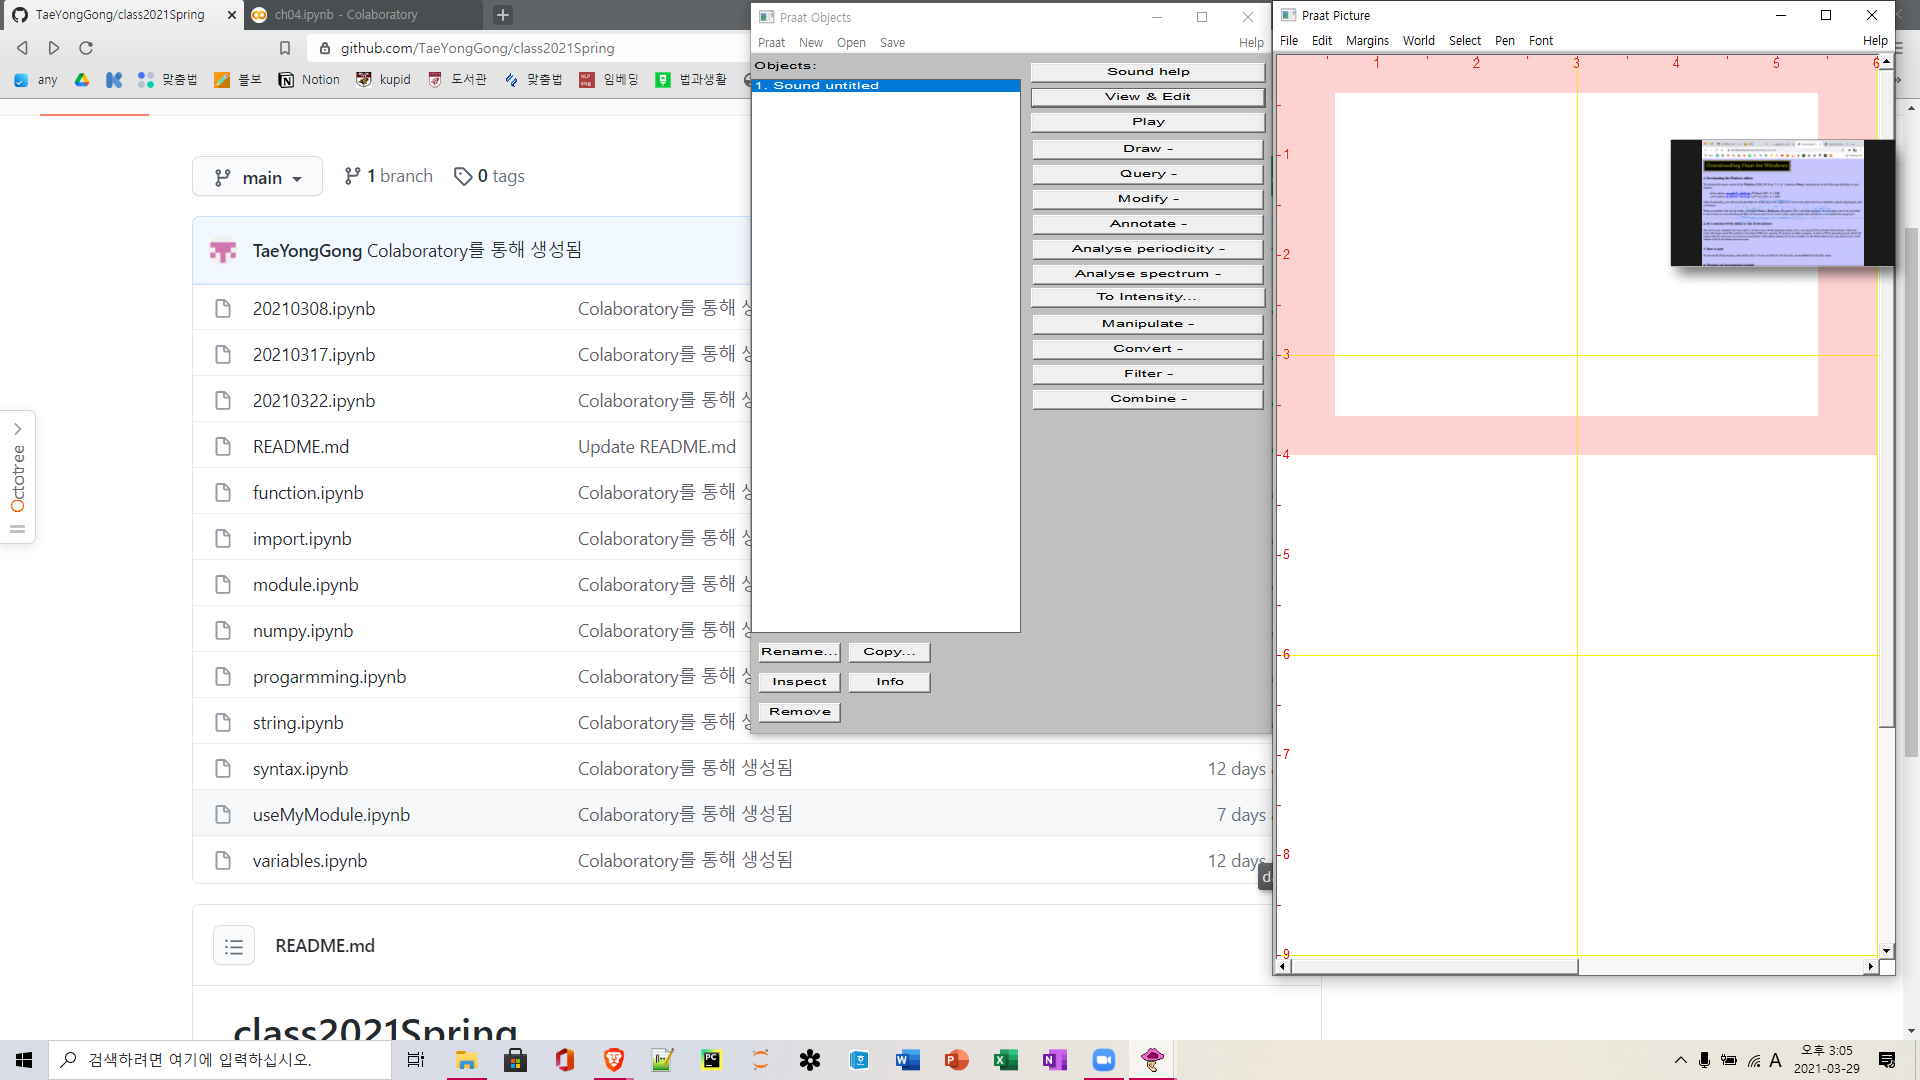 TaeYongGong/class2021Spring
ch04.ipynb - Colaboratory
github.com/TaeYongGong/class2021Spring
any
맞춤법
볼보
Notion
kupid
도서관
맞춤법
임베딩
법과생활
main
1 branch
0 tags
TaeYongGong Colaboratory를 통해 생성됨
20210308.ipynb Colaboratory를 통해
20210317.ipynb Colaboratory를 통해
20210322.ipynb Colaboratory를 통해
README.md Update README.md
function.ipynb Colaboratory를 통해
import.ipynb Colaboratory를 통해
module.ipynb Colaboratory를 통해
numpy.ipynb Colaboratory를 통해
progarmming.ipynb Colaboratory를 통해
string.ipynb Colaboratory를 통해
syntax.ipynb Colaboratory를 통해 생성됨 12 days
useMyModule.ipynb Colaboratory를 통해 생성됨 7 days
variables.ipynb Colaboratory를 통해 생성됨 12 days
README.md
class2021Spring
Octotree
Praat Objects
Praat New Open Save Help
Objects:
1. Sound untitled
Sound help
View & Edit
Play
Draw -
Query -
Modify -
Annotate -
Analyse periodicity -
Analyse spectrum -
To Intensity...
Manipulate -
Convert -
Filter -
Combine -
Rename... Copy...
Inspect Info
Remove
Praat Picture
File Edit Margins World Select Pen Font Help
1 2 3 4 5 6
1
2
3
4
5
6
7
8
9
Downloading Praat for Windows
검색하려면 여기에 입력하십시오.
A
오후 3:05
2021-03-29